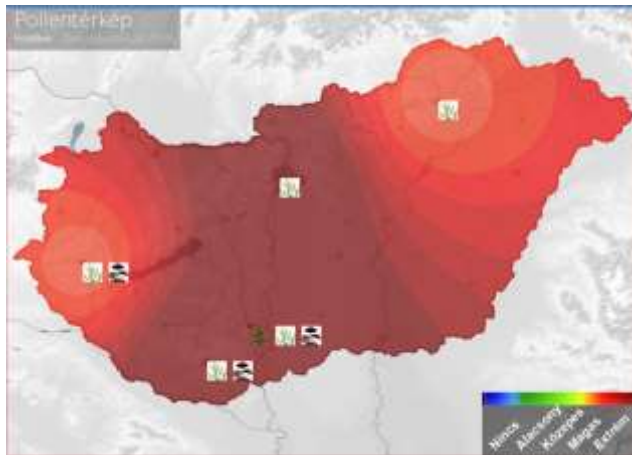 Pollentérkép
Nincs
Alacsony
Közepes
Magas
Extrém